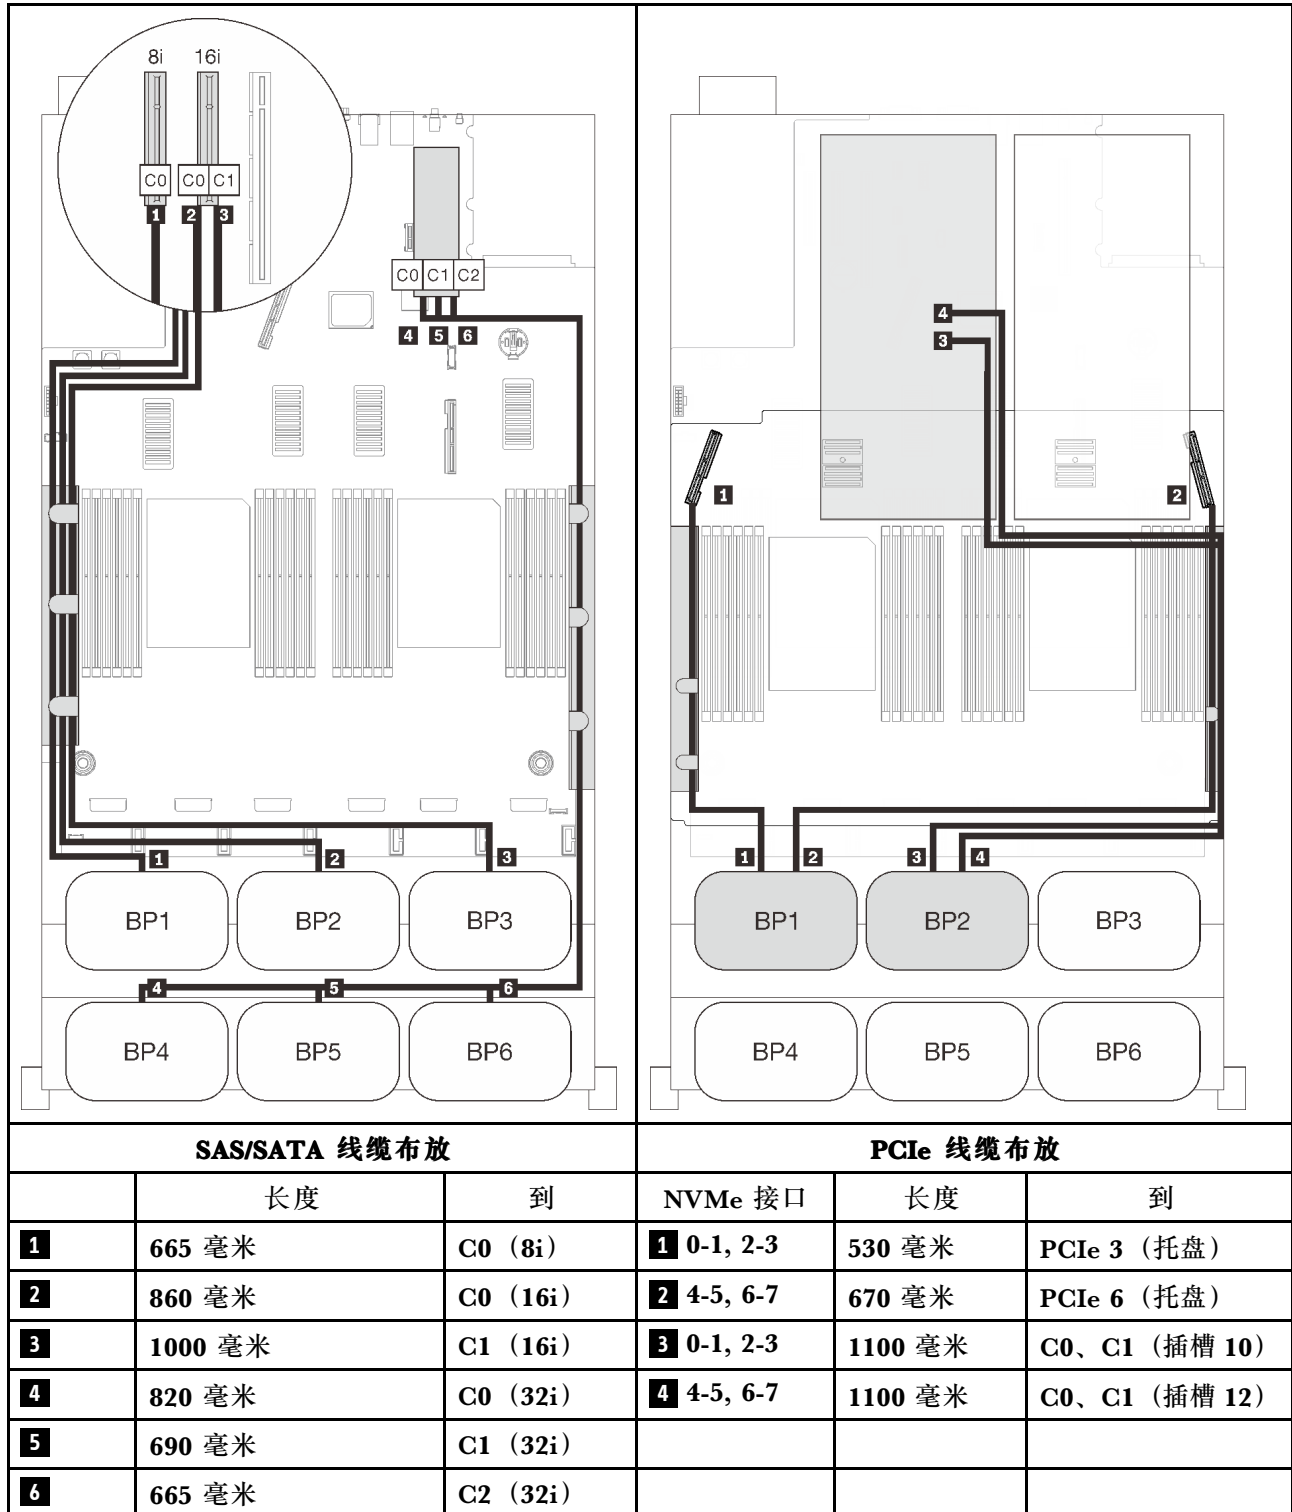 8i 16i
C0 C0 C1
1 2 3
C0 C1 C2
4 5 6
1 2 3
BP1 BP2 BP3
4 5 6
BP4 BP5 BP6
4
3
1 2
1 2 3 4
BP1 BP2 BP3
BP4 BP5 BP6
SAS/SATA 线缆布放 PCIe 线缆布放
长度 到 NVMe 接口 长度 到
1 665 毫米 C0（8i） 1 0-1, 2-3 530 毫米 PCIe 3（托盘）
2 860 毫米 C0（16i） 2 4-5, 6-7 670 毫米 PCIe 6（托盘）
3 1000 毫米 C1（16i） 3 0-1, 2-3 1100 毫米 C0、C1（插槽 10）
4 820 毫米 C0（32i） 4 4-5, 6-7 1100 毫米 C0、C1（插槽 12）
5 690 毫米 C1（32i）
6 665 毫米 C2（32i）